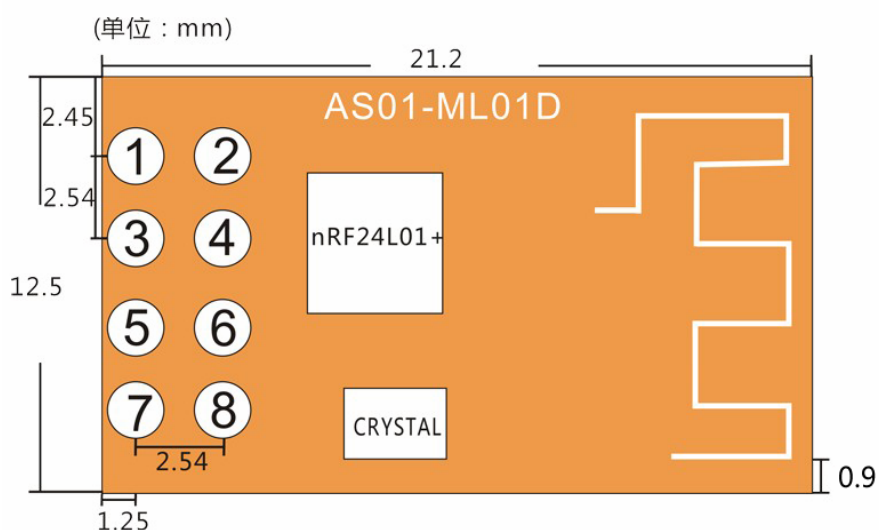 (单位：mm)
21.2
AS01-ML01D
2.45
1 2
2.54
3 4
nRF24L01+
12.5
5 6
7 8
CRYSTAL
2.54
0.9
1.25